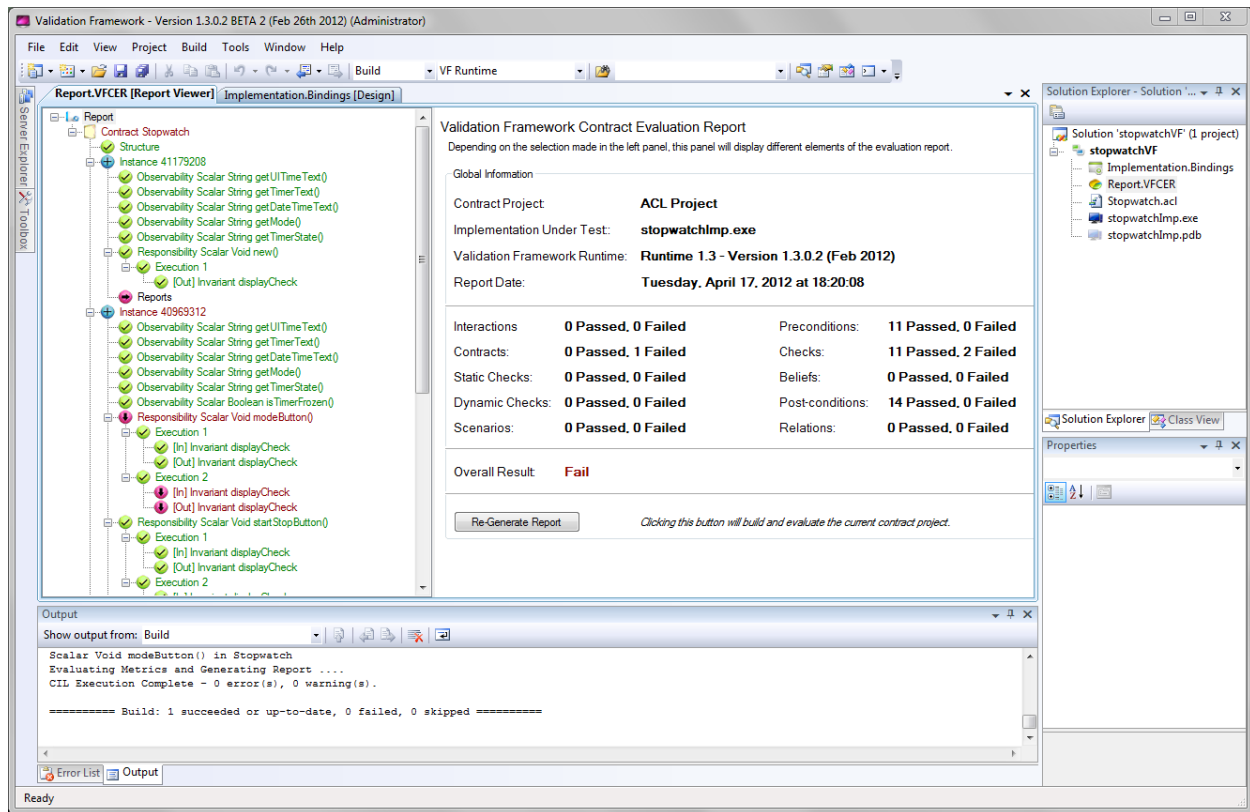 Validation Framework - Version 1.3.0.2 BETA 2 (Feb 26th 2012) (Administrator)
File Edit View Project Build Tools Window Help
Build VF Runtime
Server Explorer
Toolbox
Report.VFCER [Report Viewer] Implementation.Bindings [Design]
Report
Contract Stopwatch
Structure
Instance 41179208
Observability Scalar String getUITimeText()
Observability Scalar String getTimerText()
Observability Scalar String getDateTimeText()
Observability Scalar String getMode()
Observability Scalar String getTimerState()
Responsibility Scalar Void new()
Execution 1
[Out] Invariant displayCheck
Reports
Instance 40969312
Observability Scalar String getUITimeText()
Observability Scalar String getTimerText()
Observability Scalar String getDateTimeText()
Observability Scalar String getMode()
Observability Scalar String getTimerState()
Observability Scalar Boolean isTimerFrozen()
Responsibility Scalar Void modeButton()
Execution 1
[In] Invariant displayCheck
[Out] Invariant displayCheck
Execution 2
[In] Invariant displayCheck
[Out] Invariant displayCheck
Responsibility Scalar Void startStopButton()
Execution 1
[In] Invariant displayCheck
[Out] Invariant displayCheck
Execution 2
Validation Framework Contract Evaluation Report
Depending on the selection made in the left panel, this panel will display different elements of the evaluation report.
Global Information
Contract Project: ACL Project
Implementation Under Test:: stopwatchImp.exe
Validation Framework Runtime: Runtime 1.3 - Version 1.3.0.2 (Feb 2012)
Report Date: Tuesday, April 17, 2012 at 18:20:08
Interactions 0 Passed, 0 Failed Preconditions: 11 Passed, 0 Failed
Contracts: 0 Passed, 1 Failed Checks: 11 Passed, 2 Failed
Static Checks: 0 Passed, 0 Failed Beliefs: 0 Passed, 0 Failed
Dynamic Checks: 0 Passed, 0 Failed Post-conditions: 14 Passed, 0 Failed
Scenarios: 0 Passed, 0 Failed Relations: 0 Passed, 0 Failed
Overall Result: Fail
Re-Generate Report Clicking this button will build and evaluate the current contract project.
Solution Explorer - Solution '...
Solution 'stopwatchVF' (1 project)
stopwatchVF
Implementation.Bindings
Report.VFCER
Stopwatch.acl
stopwatchImp.exe
stopwatchImp.pdb
Solution Explorer Class View
Properties
Output
Show output from: Build
Scalar Void modeButton() in Stopwatch
Evaluating Metrics and Generating Report ....
CIL Execution Complete - 0 error(s), 0 warning(s).
========== Build: 1 succeeded or up-to-date, 0 failed, 0 skipped ==========
Error List Output
Ready